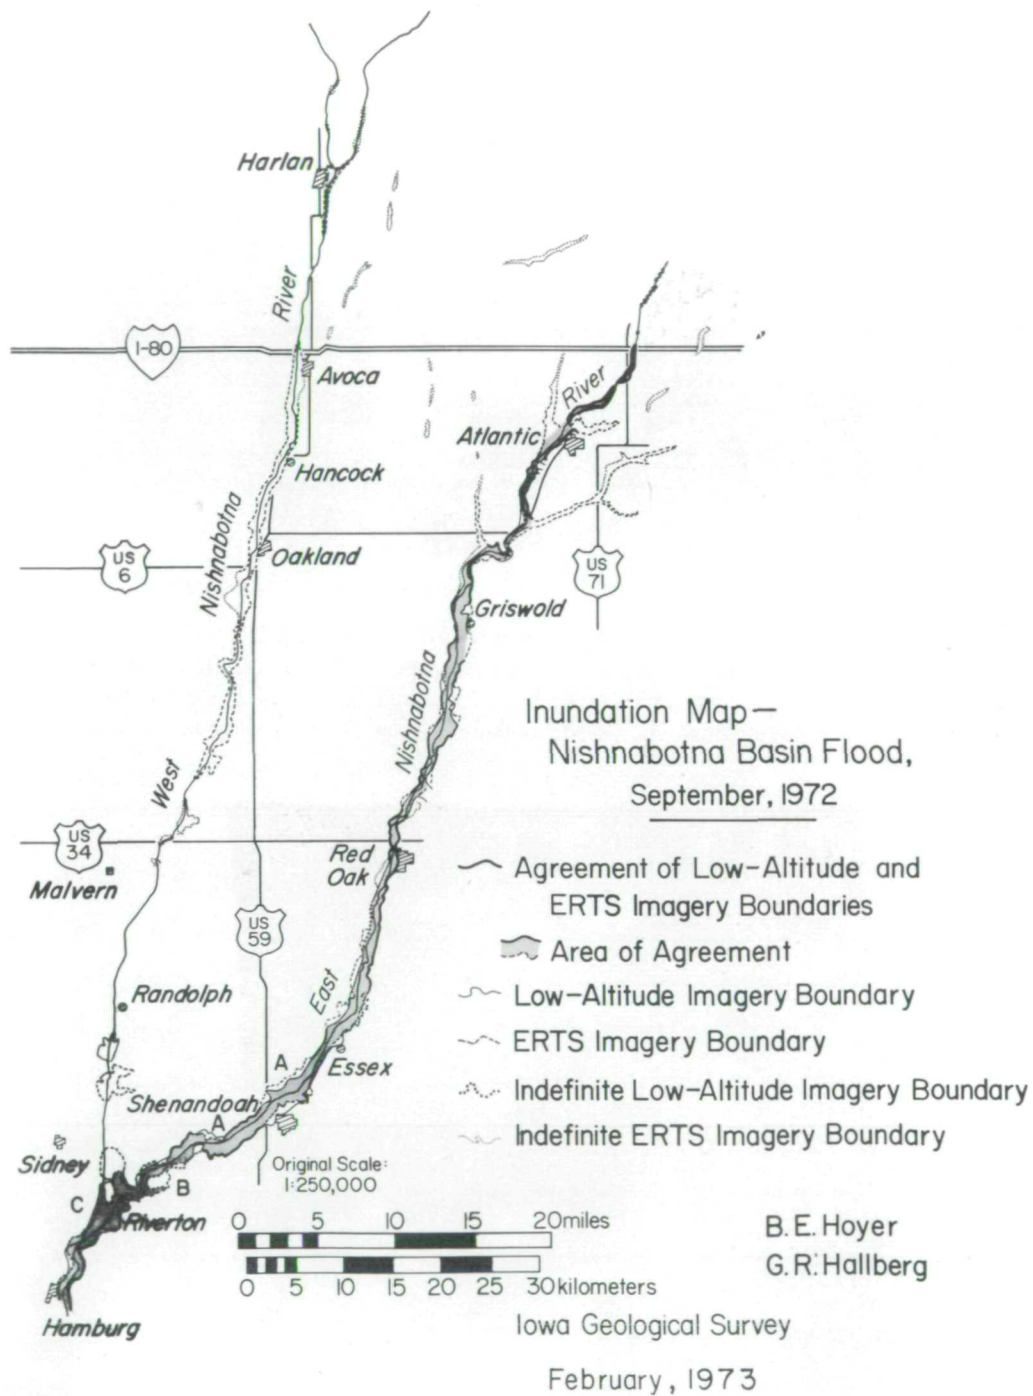 Harlan
River
I-80
Avoca
River
Atlantic
Hancock
Nishnabotna
US
6
Oakland
US
71
Griswold
Nishnabotna
Inundation Map—
Nishnabotna Basin Flood,
September, 1972
West
US
34
Malvern
Red
Oak
Agreement of Low-Altitude and
ERTS Imagery Boundaries
US
59
Area of Agreement
East
Randolph
Low-Altitude Imagery Boundary
ERTS Imagery Boundary
A
Essex
Indefinite Low-Altitude Imagery Boundary
Shenandoah
A
Indefinite ERTS Imagery Boundary
Sidney
Original Scale:
1:250,000
B
C
Riverton
0 5 10 15 20 miles
0 5 10 15 20 25 30 kilometers
B. E. Hoyer
G. R. Hallberg
Hamburg
Iowa Geological Survey
February, 1973